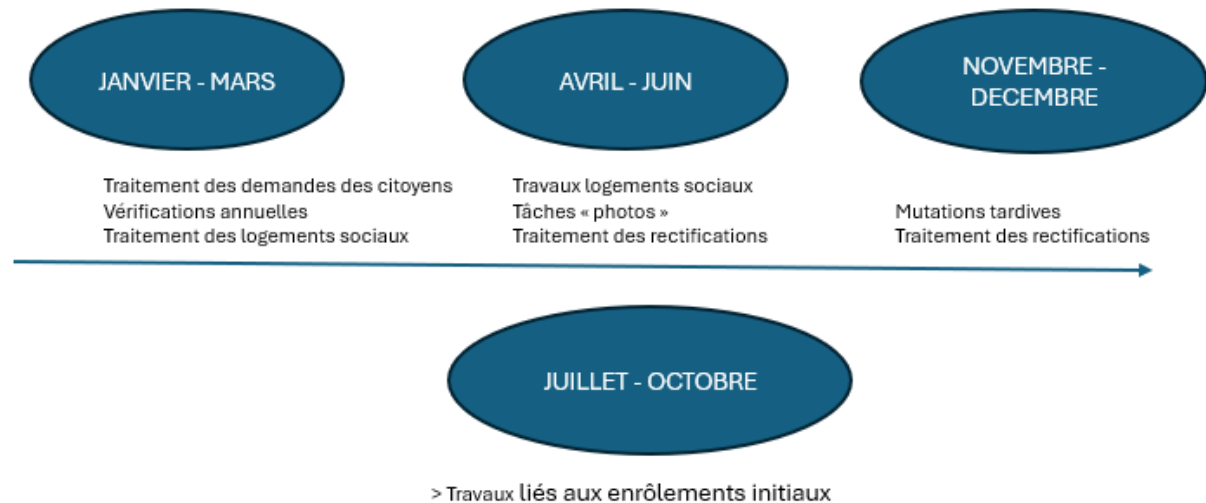 JANVIER - MARS
Traitement des demandes des citoyens
Vérifications annuelles
Traitement des logements sociaux
AVRIL - JUIN
Travaux logements sociaux
Tâches « photos »
Traitement des rectifications
NOVEMBRE -
DECEMBRE
Mutations tardives
Traitement des rectifications
JUILLET - OCTOBRE
> Travaux liés aux enrôlements initiaux